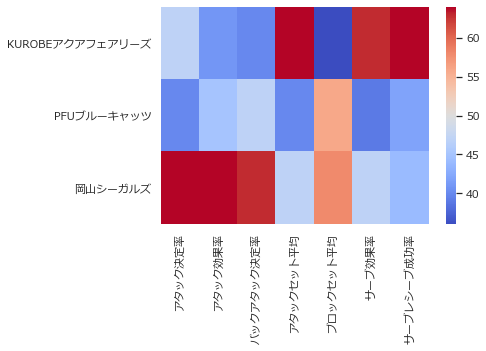 KUROBEアクアフェアリーズ
PFUブルーキャッツ
岡山シーガルズ
アタック決定率
アタック効果率
バックアタック決定率
アタックセット平均
ブロックセット平均
サーブ効果率
サーブレシーブ成功率
60
55
50
45
40